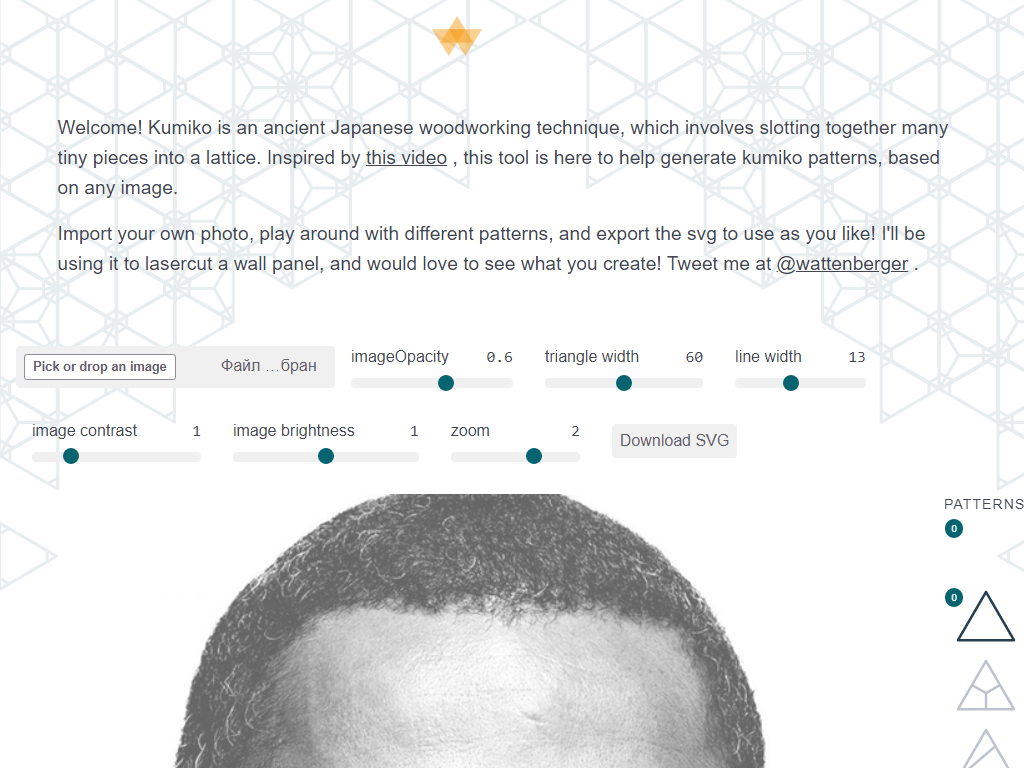 Welcome! Kumiko is an ancient Japanese woodworking technique, which involves slotting together many
tiny pieces into a lattice. Inspired by this video , this tool is here to help generate kumiko patterns, based
on any image.
Import your own photo, play around with different patterns, and export the svg to use as you like! I'll be
using it to lasercut a wall panel, and would love to see what you create! Tweet me at @wattenberger .
Pick or drop an image Файл …бран imageOpacity 0.6 triangle width 60 line width 13
image contrast 1 image brightness 1 zoom 2 Download SVG
PATTERNS
0
0